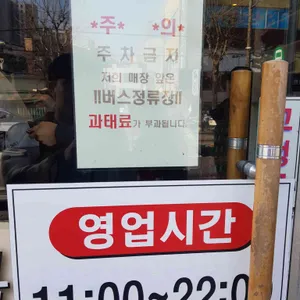 *주 의*
주 차 금 지
저희 매장 앞은
!!버스정류장!!
과태료가 부과됩니다.
영업시간
11:00~22:0